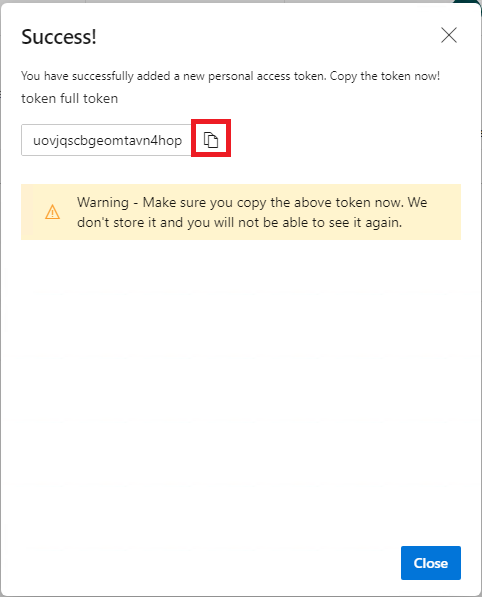 Success!
You have successfully added a new personal access token. Copy the token now!
token full token
uovjqscbgeomtavn4hop
Warning - Make sure you copy the above token now. We
don't store it and you will not be able to see it again.
Close